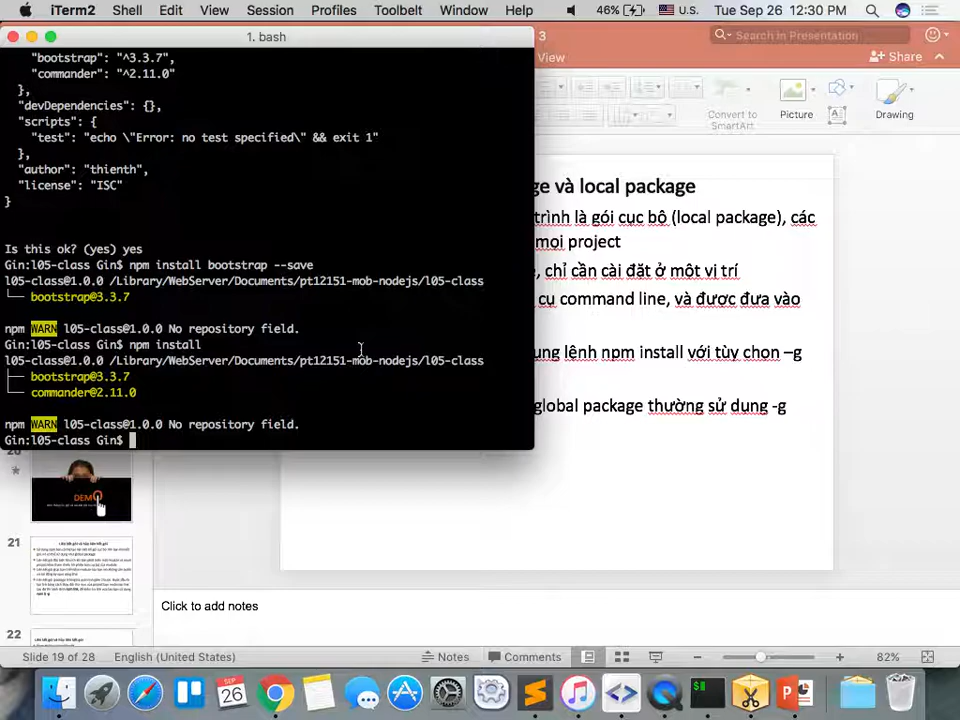 iTerm2 Shell Edit View Session Profiles Toolbelt Window Help 46% U.S. Tue Sep 26 12:30 PM
1. bash
3
Search in Presentation
View
Share
"bootstrap": "^3.3.7",
"commander": "^2.11.0"
},
"devDependencies": {},
"scripts": {
"test": "echo \"Error: no test specified\" && exit 1"
},
"author": "thienth",
"license": "ISC"
}
Is this ok? (yes) yes
Gin:l05-class Gin$ npm install bootstrap --save
l05-class@1.0.0 /Library/WebServer/Documents/pt12151-mob-nodejs/l05-class
└── bootstrap@3.3.7
npm WARN l05-class@1.0.0 No repository field.
Gin:l05-class Gin$ npm install
l05-class@1.0.0 /Library/WebServer/Documents/pt12151-mob-nodejs/l05-class
├── bootstrap@3.3.7
└── commander@2.11.0
npm WARN l05-class@1.0.0 No repository field.
Gin:l05-class Gin$
Convert to
SmartArt
Picture
Drawing
ge và local package
trình là gói cục bộ (local package), các
mọi project
, chỉ cần cài đặt ở một vị trí
cụ command line, và được đưa vào
ung lệnh npm install với tùy chọn –g
global package thường sử dụng -g
20
DEMO
21
22
Click to add notes
Slide 19 of 28 English (United States) Notes Comments 82%
26